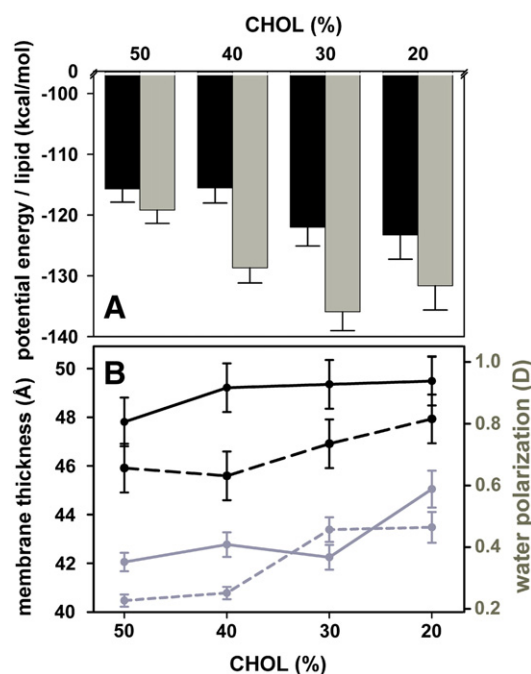 CHOL (%)
50 40 30 20
0
-100
-110
-120
-130
-140
potential energy / lipid (kcal/mol)
A
B
50
48
46
44
42
40
membrane thickness (Å)
1.0
0.8
0.6
0.4
0.2
water polarization (D)
50 40 30 20
CHOL (%)